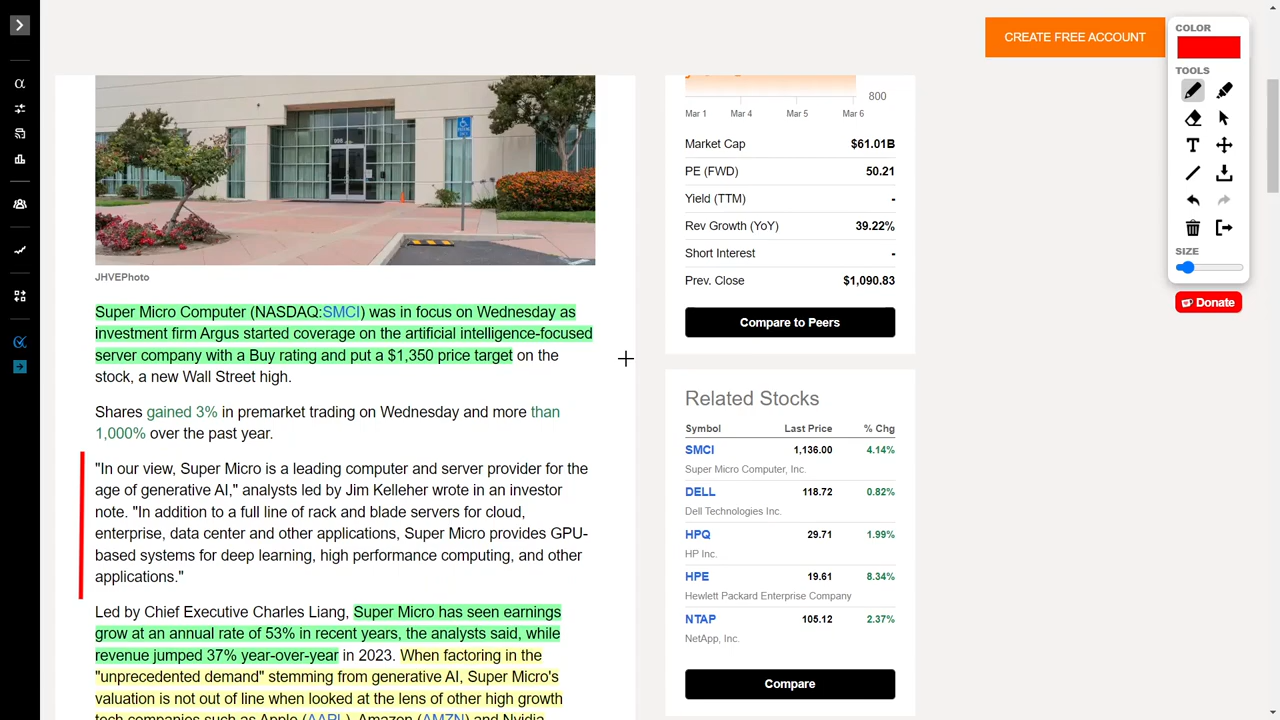 CREATE FREE ACCOUNT
COLOR
TOOLS
SIZE
Donate
JHVEPhoto
Super Micro Computer (NASDAQ:SMCI) was in focus on Wednesday as
investment firm Argus started coverage on the artificial intelligence-focused
server company with a Buy rating and put a $1,350 price target on the
stock, a new Wall Street high.
Shares gained 3% in premarket trading on Wednesday and more than
1,000% over the past year.
"In our view, Super Micro is a leading computer and server provider for the
age of generative AI," analysts led by Jim Kelleher wrote in an investor
note. "In addition to a full line of rack and blade servers for cloud,
enterprise, data center and other applications, Super Micro provides GPU-
based systems for deep learning, high performance computing, and other
applications."
Led by Chief Executive Charles Liang, Super Micro has seen earnings
grow at an annual rate of 53% in recent years, the analysts said, while
revenue jumped 37% year-over-year in 2023. When factoring in the
"unprecedented demand" stemming from generative AI, Super Micro's
valuation is not out of line when looked at the lens of other high growth
tech companies such as Apple (AAPL), Amazon (AMZN) and Nvidia
800
Mar 1 Mar 4 Mar 5 Mar 6
Market Cap $61.01B
PE (FWD) 50.21
Yield (TTM) -
Rev Growth (YoY) 39.22%
Short Interest -
Prev. Close $1,090.83
Compare to Peers
Related Stocks
Symbol Last Price % Chg
SMCI 1,136.00 4.14%
Super Micro Computer, Inc.
DELL 118.72 0.82%
Dell Technologies Inc.
HPQ 29.71 1.99%
HP Inc.
HPE 19.61 8.34%
Hewlett Packard Enterprise Company
NTAP 105.12 2.37%
NetApp, Inc.
Compare